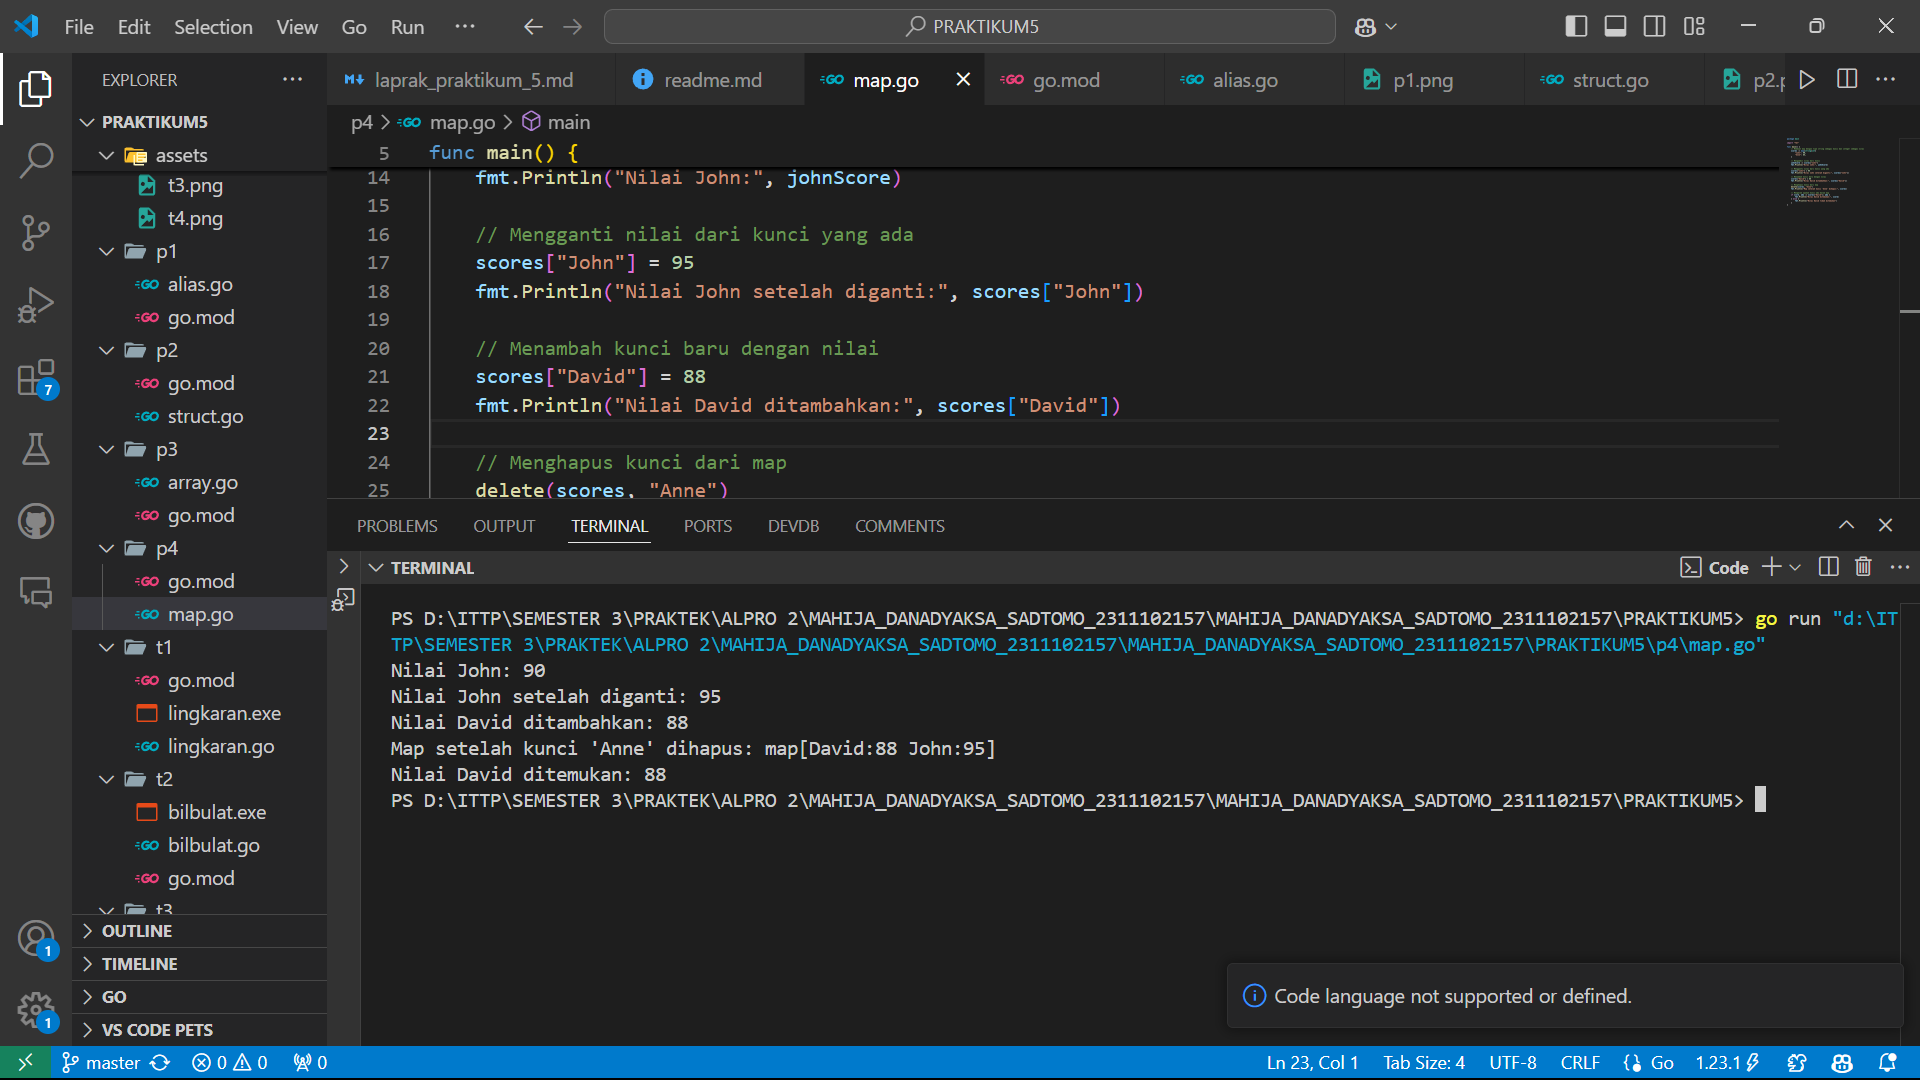 File Edit Selection View Go Run ···
PRAKTIKUM5
EXPLORER ···
PRAKTIKUM5
assets
t3.png
t4.png
p1
alias.go
go.mod
p2
go.mod
struct.go
p3
array.go
go.mod
p4
go.mod
map.go
t1
go.mod
lingkaran.exe
lingkaran.go
t2
bilbulat.exe
bilbulat.go
go.mod
t3
OUTLINE
TIMELINE
GO
VS CODE PETS
7
1
1
laprak_praktikum_5.md readme.md map.go go.mod alias.go p1.png struct.go
p4 > map.go > main
5 func main() {
14 fmt.Println("Nilai John:", johnScore)
15
16 // Mengganti nilai dari kunci yang ada
17 scores["John"] = 95
18 fmt.Println("Nilai John setelah diganti:", scores["John"])
19
20 // Menambah kunci baru dengan nilai
21 scores["David"] = 88
22 fmt.Println("Nilai David ditambahkan:", scores["David"])
23
24 // Menghapus kunci dari map
25 delete(scores, "Anne")
PROBLEMS OUTPUT TERMINAL PORTS DEVDB COMMENTS
TERMINAL Code
PS D:\ITTP\SEMESTER 3\PRAKTEK\ALPRO 2\MAHIJA_DANADYAKSA_SADTOMO_2311102157\MAHIJA_DANADYAKSA_SADTOMO_2311102157\PRAKTIKUM5> go run "d:\IT
TP\SEMESTER 3\PRAKTEK\ALPRO 2\MAHIJA_DANADYAKSA_SADTOMO_2311102157\MAHIJA_DANADYAKSA_SADTOMO_2311102157\PRAKTIKUM5\p4\map.go"
Nilai John: 90
Nilai John setelah diganti: 95
Nilai David ditambahkan: 88
Map setelah kunci 'Anne' dihapus: map[David:88 John:95]
Nilai David ditemukan: 88
PS D:\ITTP\SEMESTER 3\PRAKTEK\ALPRO 2\MAHIJA_DANADYAKSA_SADTOMO_2311102157\MAHIJA_DANADYAKSA_SADTOMO_2311102157\PRAKTIKUM5>
Code language not supported or defined.
master 0 0 0 Ln 23, Col 1 Tab Size: 4 UTF-8 CRLF {} Go 1.23.1